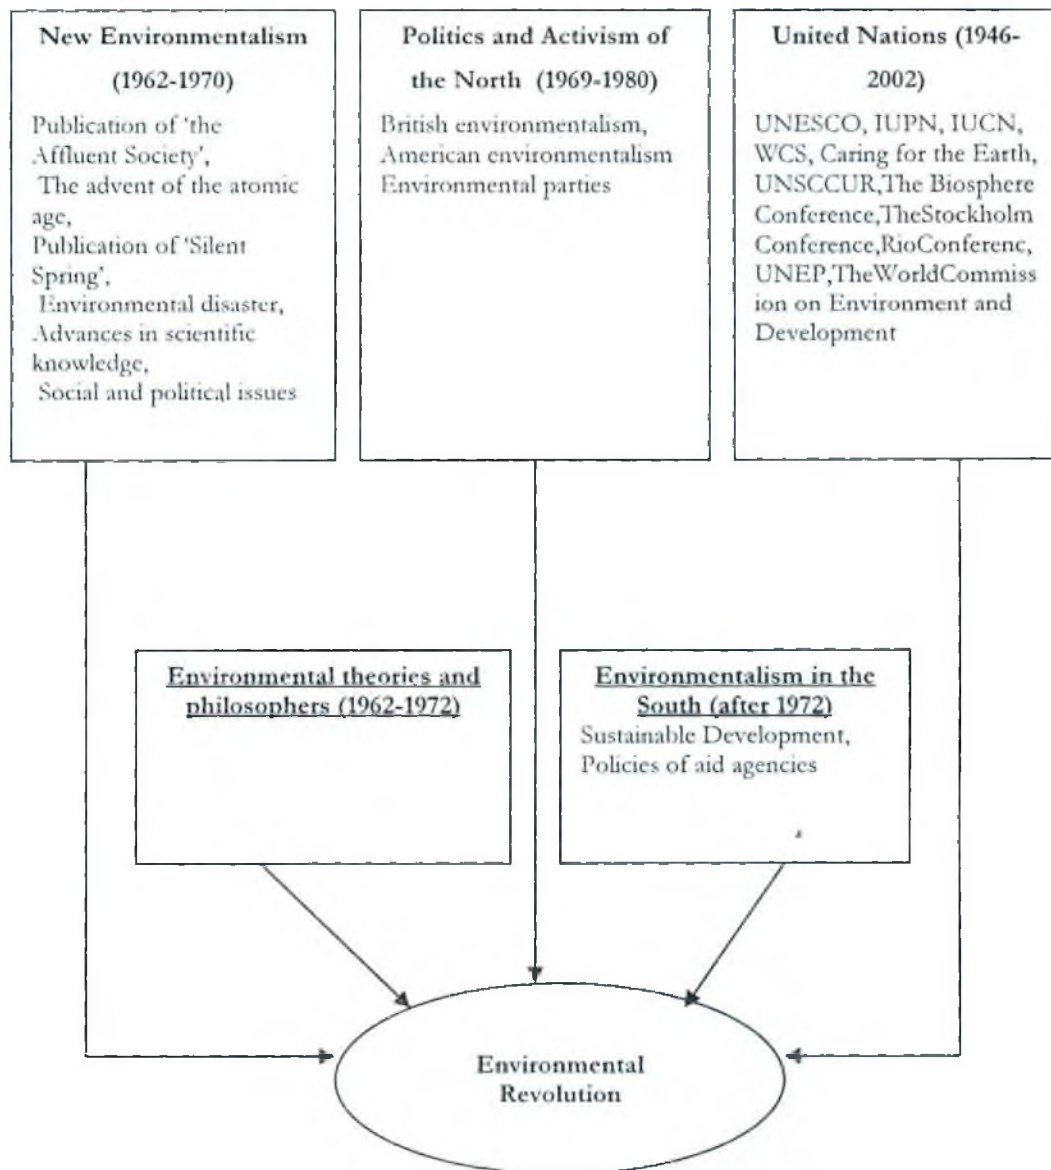 New Environmentalism
(1962-1970)
Publication of 'the
Affluent Society',
The advent of the atomic
age,
Publication of 'Silent
Spring',
Environmental disaster,
Advances in scientific
knowledge,
Social and political issues
Politics and Activism of
the North (1969-1980)
British environmentalism,
American environmentalism
Environmental parties
United Nations (1946-
2002)
UNESCO, IUPN, IUCN,
WCS, Caring for the Earth,
UNSCCUR,The Biosphere
Conference,TheStockholm
Conference,RioConferenc,
UNEP,TheWorldCommiss
ion on Environment and
Development
Environmental theories and
philosophers (1962-1972)
Environmentalism in the
South (after 1972)
Sustainable Development,
Policies of aid agencies
Environmental
Revolution